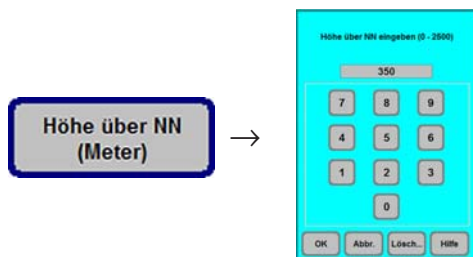 Höhe über NN
(Meter)
→
Höhe über NN eingeben (0 - 2500)
350
7 8 9
4 5 6
1 2 3
0
OK Abbr. Lösch... Hilfe